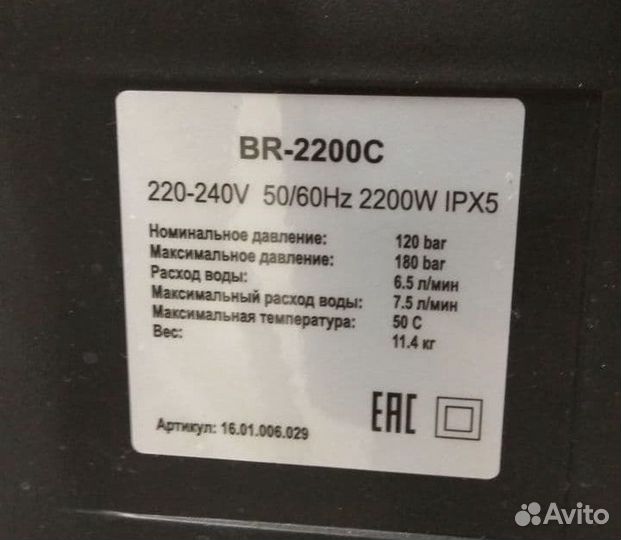 BR-2200C
220-240V 50/60Hz 2200W IPX5
Номинальное давление: 120 bar
Максимальное давление: 180 bar
Расход воды: 6.5 л/мин
Максимальный расход воды: 7.5 л/мин
Максимальная температура: 50 C
Вес: 11.4 кг
Артикул: 16.01.006.029
EAC
Avito